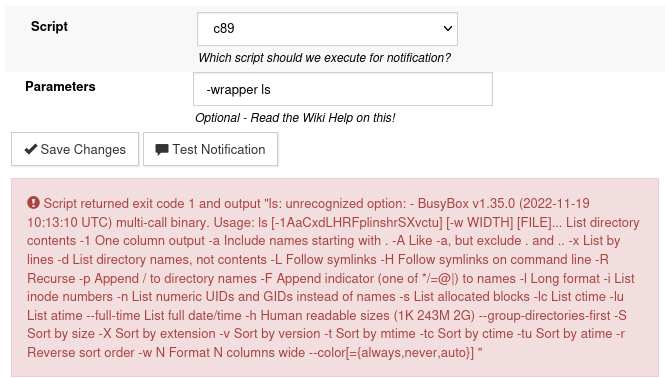 Script
c89
Which script should we execute for notification?
Parameters
-wrapper ls
Optional - Read the Wiki Help on this!
Save Changes
Test Notification
Script returned exit code 1 and output "ls: unrecognized option: - BusyBox v1.35.0 (2022-11-19
10:13:10 UTC) multi-call binary. Usage: ls [-1AaCxdLHRFplinshrSXvctu] [-w WIDTH] [FILE]... List directory
contents -1 One column output -a Include names starting with . -A Like -a, but exclude . and .. -x List by
lines -d List directory names, not contents -L Follow symlinks -H Follow symlinks on command line -R
Recurse -p Append / to directory names -F Append indicator (one of */=@|) to names -l Long format -i List
inode numbers -n List numeric UIDs and GIDs instead of names -s List allocated blocks -lc List ctime -lu
List atime --full-time List full date/time -h Human readable sizes (1K 243M 2G) --group-directories-first -S
Sort by size -X Sort by extension -v Sort by version -t Sort by mtime -tc Sort by ctime -tu Sort by atime -r
Reverse sort order -w N Format N columns wide --color[={always,never,auto}] "